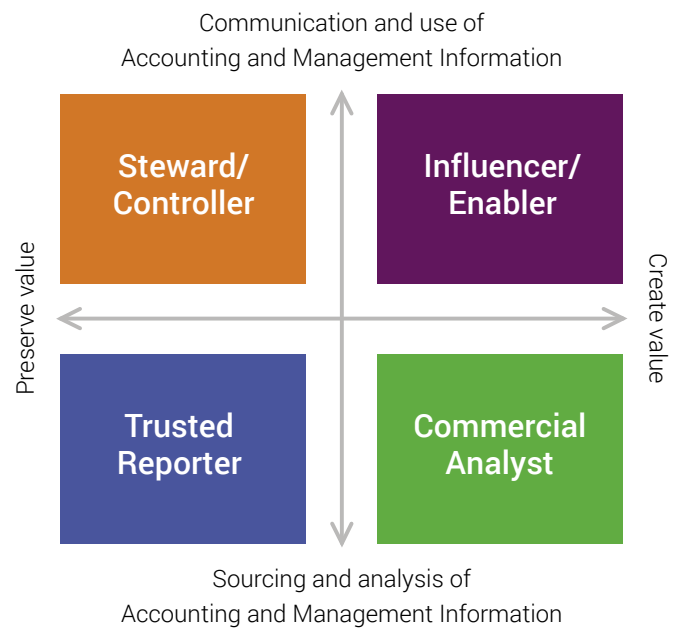 Communication and use of
Accounting and Management Information
Steward/
Controller
Influencer/
Enabler
Preserve value
Create value
Trusted
Reporter
Commercial
Analyst
Sourcing and analysis of
Accounting and Management Information